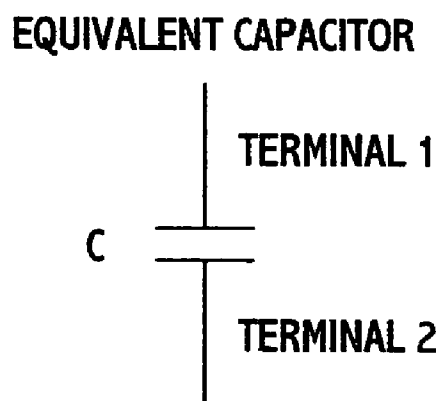 EQUIVALENT CAPACITOR
TERMINAL 1
C
TERMINAL 2